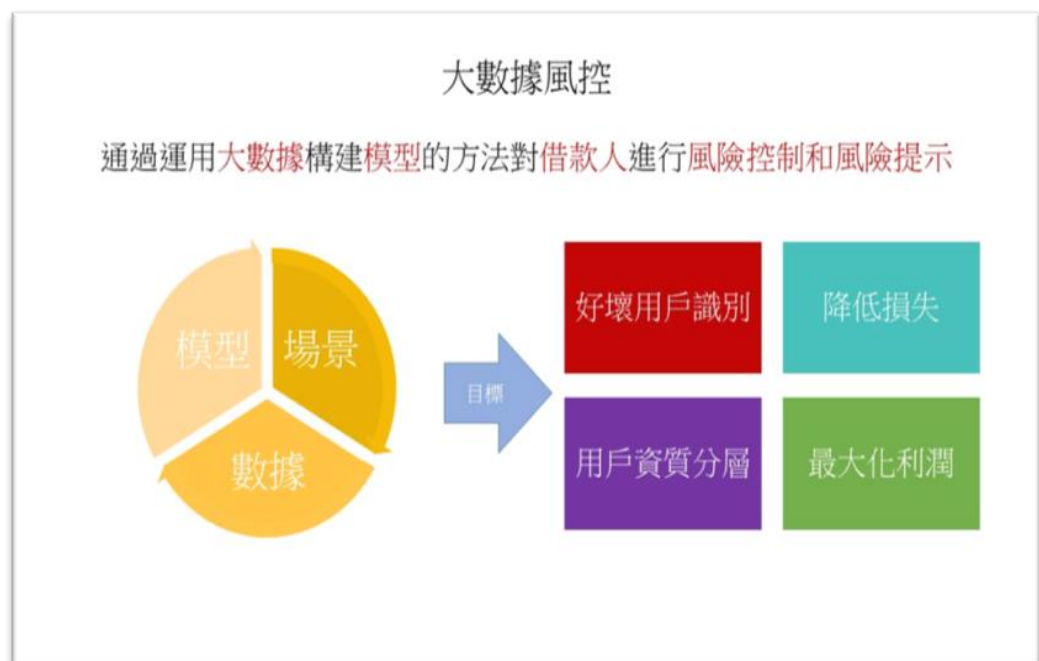 大數據風控
通過運用大數據構建模型的方法對借款人進行風險控制和風險提示
模型
場景
數據
目標
好壞用戶識別
降低損失
用戶資質分層
最大化利潤